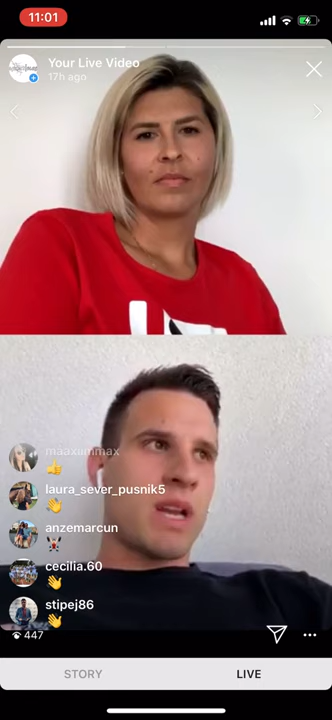 11:01
Your Live Video
17h ago
maaximmax
laura_sever_pusnik5
anzemarcun
cecilia.60
stipej86
447
STORY
LIVE